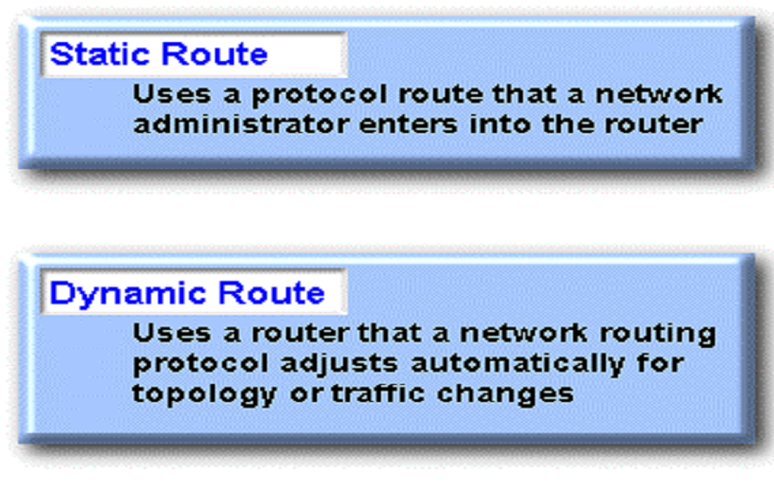 Static Route
Uses a protocol route that a network
administrator enters into the router
Dynamic Route
Uses a router that a network routing
protocol adjusts automatically for
topology or traffic changes